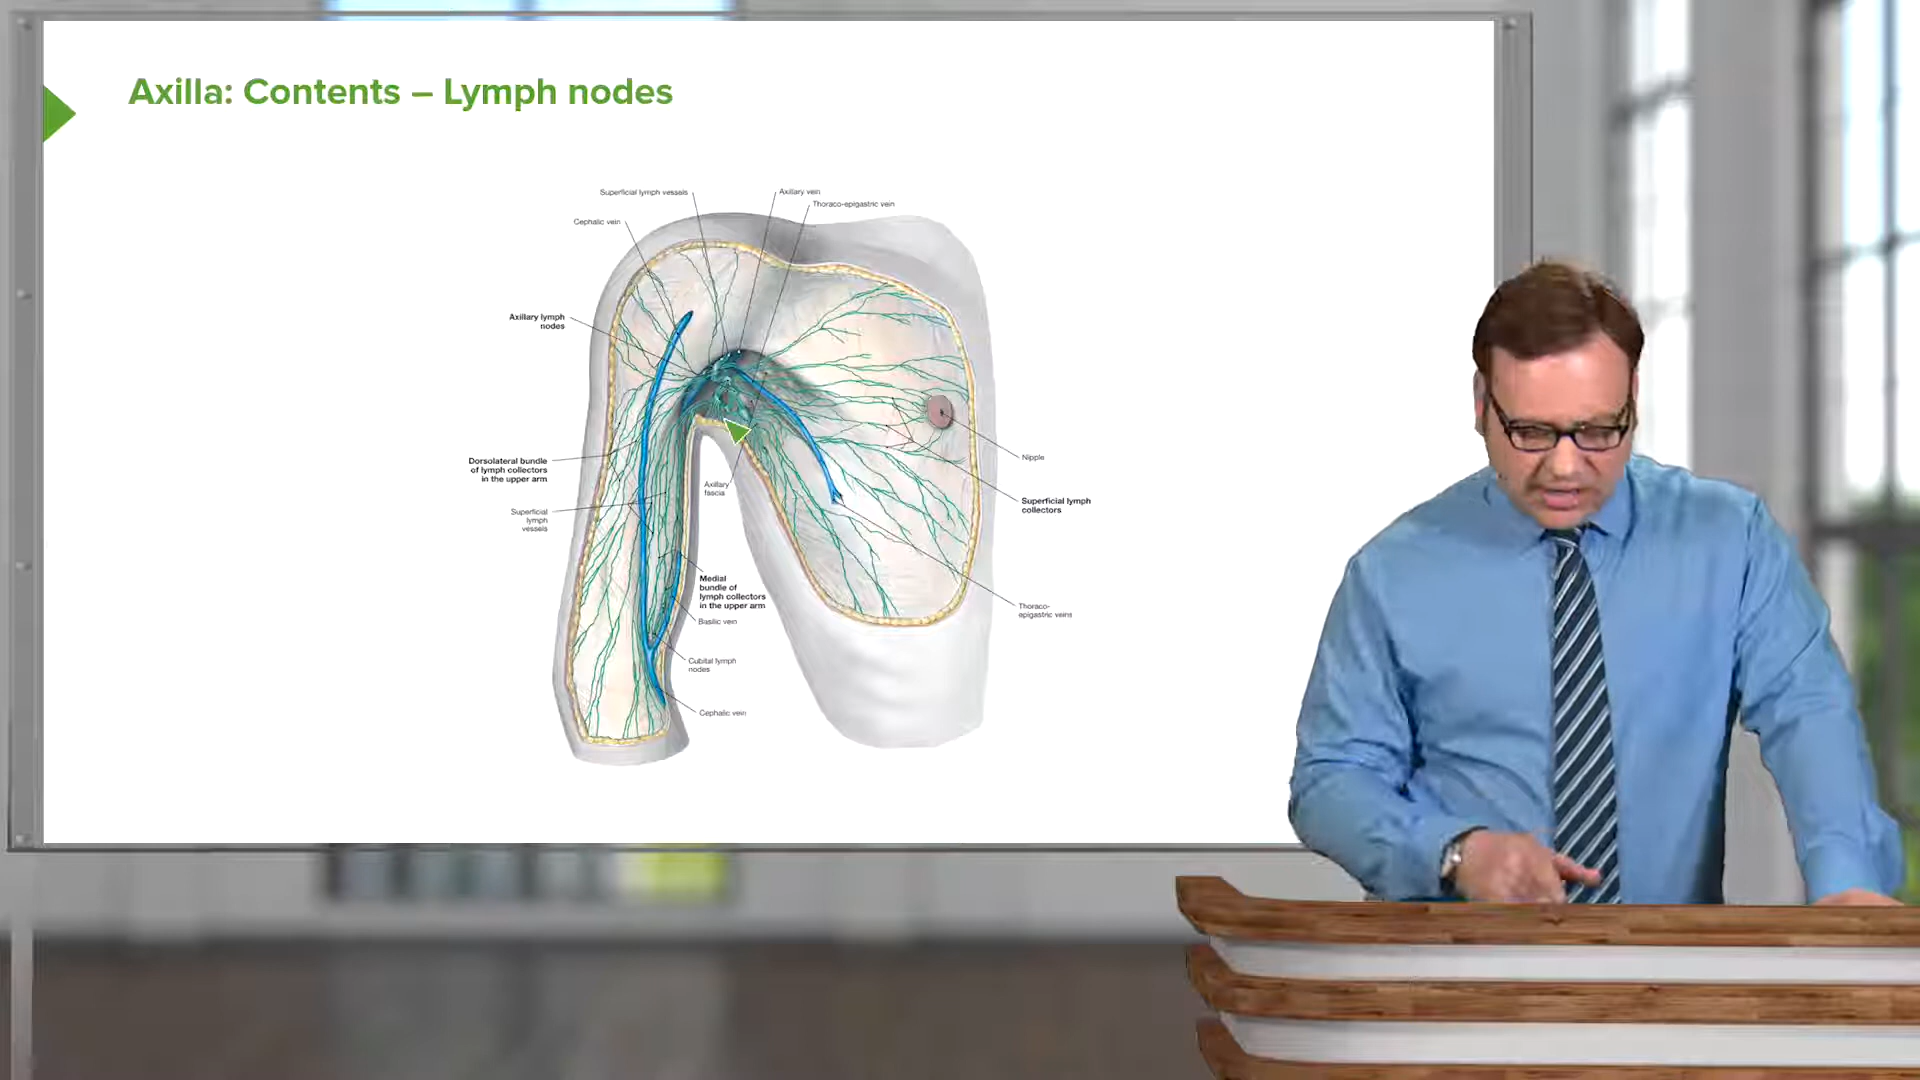 Axilla: Contents – Lymph nodes
Superficial lymph vessels
Axillary vein
Thoraco-epigastric vein
Cephalic vein
Axillary lymph
nodes
Nipple
Dorsolateral bundle
of lymph collectors
in the upper arm
Axillary
fascia
Superficial lymph
collectors
Superficial
lymph
vessels
Medial
bundle of
lymph collectors
in the upper arm
Thoraco-
epigastric veins
Basilic vein
Cubital lymph
nodes
Cephalic vein